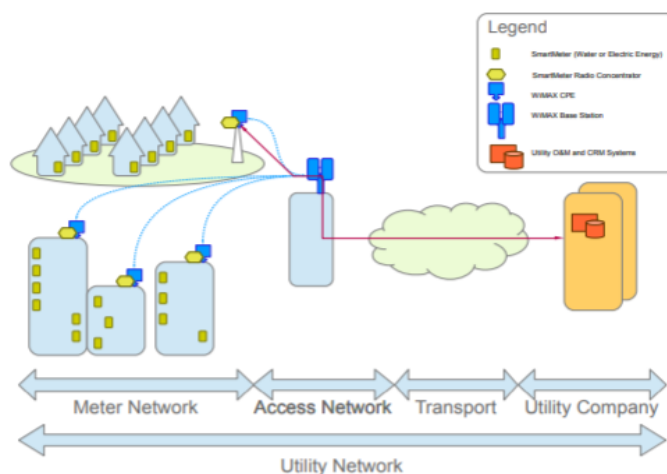 Legend
SmartMeter (Water or Electric Energy)
SmartMeter Radio Concentrator
WiMAX CPE
WiMAX Base Station
Utility O&M and CRM Systems
Meter Network
Access Network
Transport
Utility Company
Utility Network